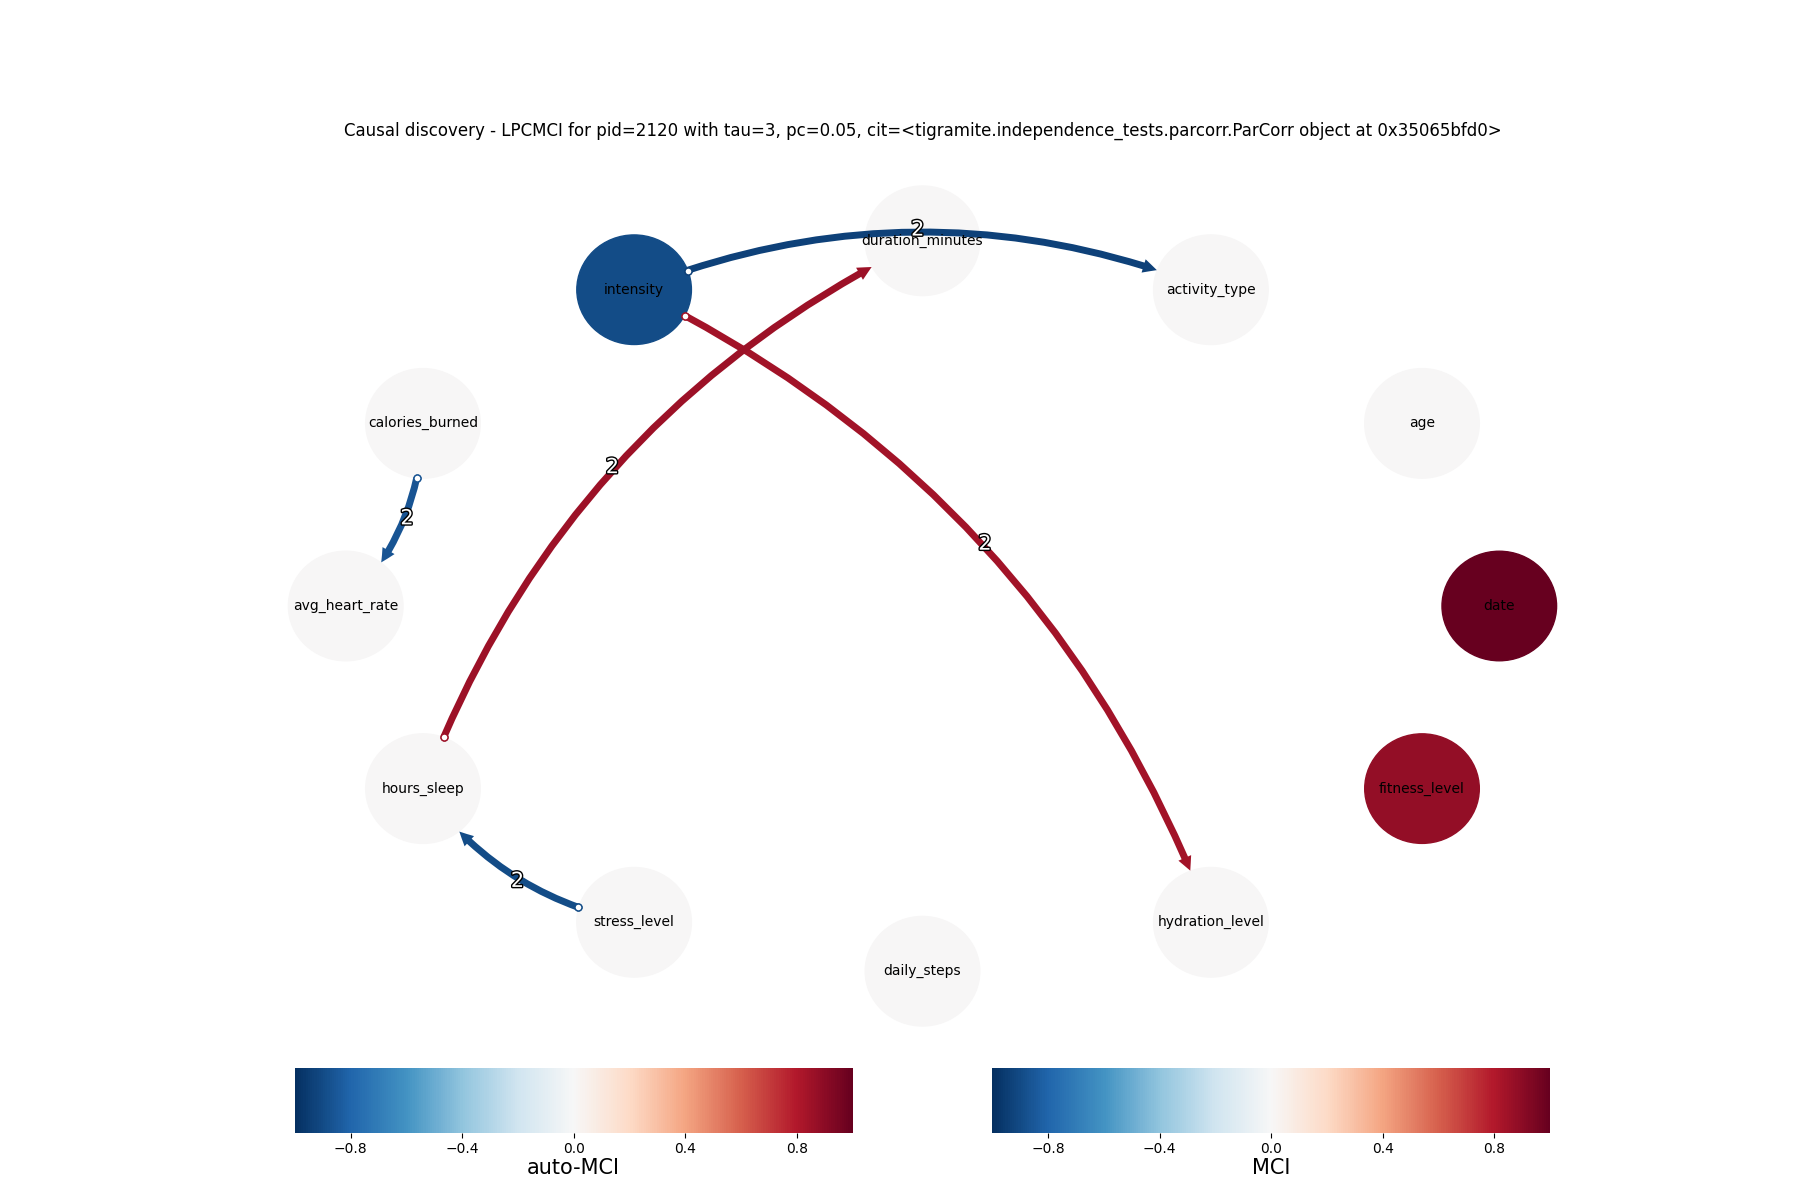 Causal discovery - LPCMCI for pid=2120 with tau=3, pc=0.05, cit=<tigramite.independence_tests.parcorr.ParCorr object at 0x35065bfd0>
2
duration_minutes
intensity
activity_type
calories_burned
age
2
2
2
avg_heart_rate
date
hours_sleep
fitness_level
2
stress_level
hydration_level
daily_steps
−0.8 −0.4 0.0 0.4 0.8
auto-MCI
−0.8 −0.4 0.0 0.4 0.8
MCI